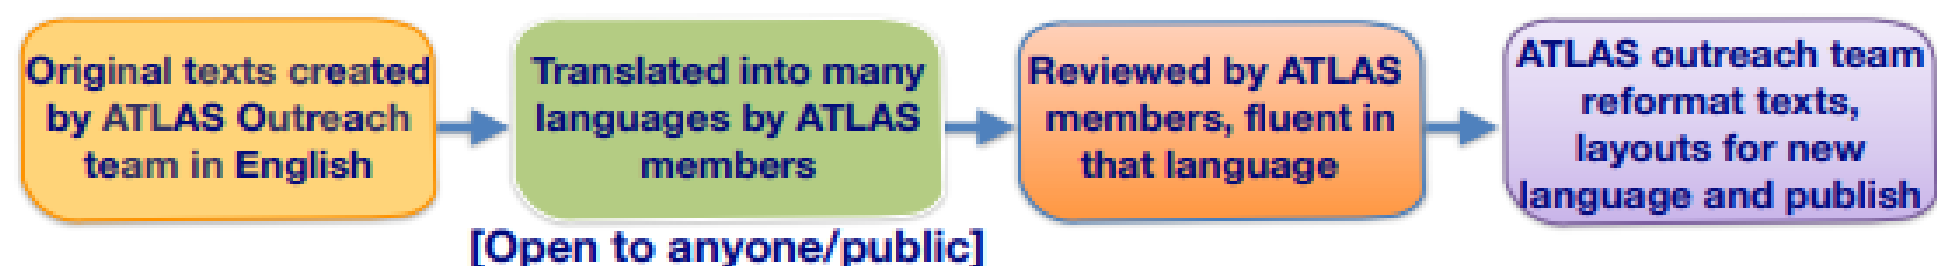 Original texts created
by ATLAS Outreach
team in English
Translated into many
languages by ATLAS
members
[Open to anyone/public]
Reviewed by ATLAS
members, fluent in
that language
ATLAS outreach team
reformat texts,
layouts for new
language and publish